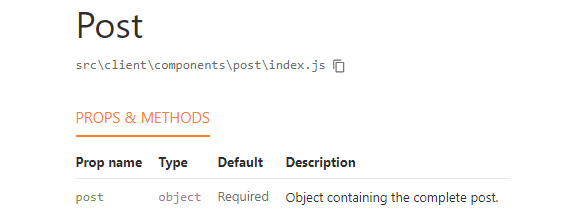 Post
src\client\components\post\index.js
PROPS & METHODS
Prop name Type Default Description
post object Required Object containing the complete post.